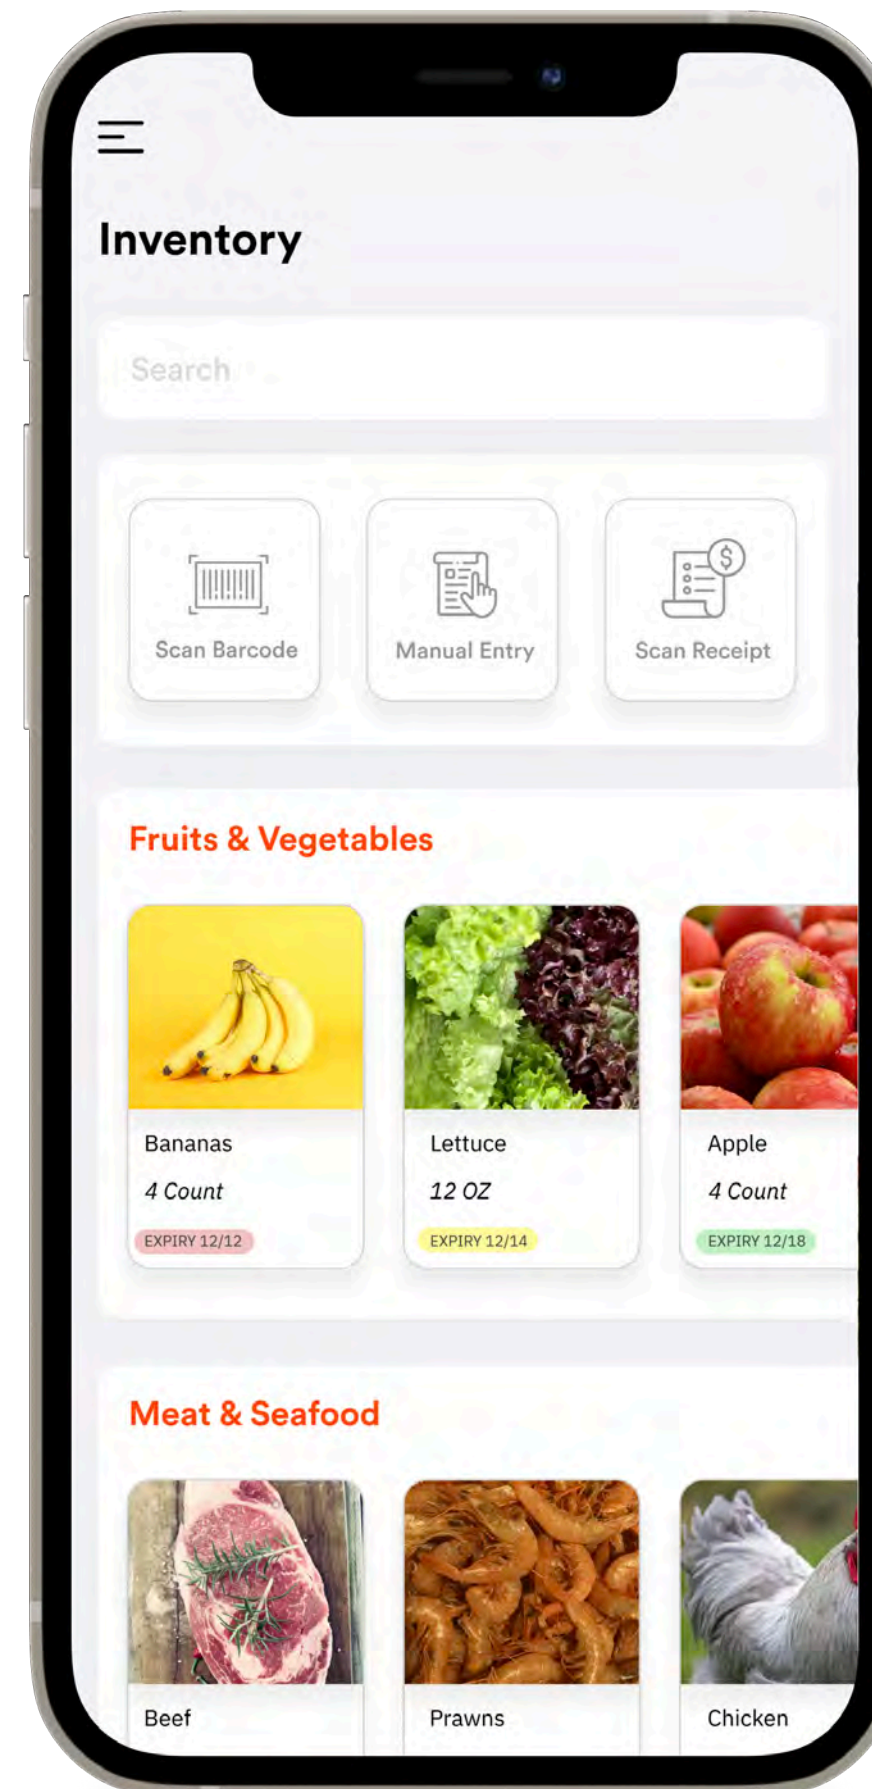 Inventory
Search
Scan Barcode
Manual Entry
Scan Receipt
$
Fruits & Vegetables
Bananas
4 Count
EXPIRY 12/12
Lettuce
12 OZ
EXPIRY 12/14
Apple
4 Count
EXPIRY 12/18
Meat & Seafood
Beef
Prawns
Chicken